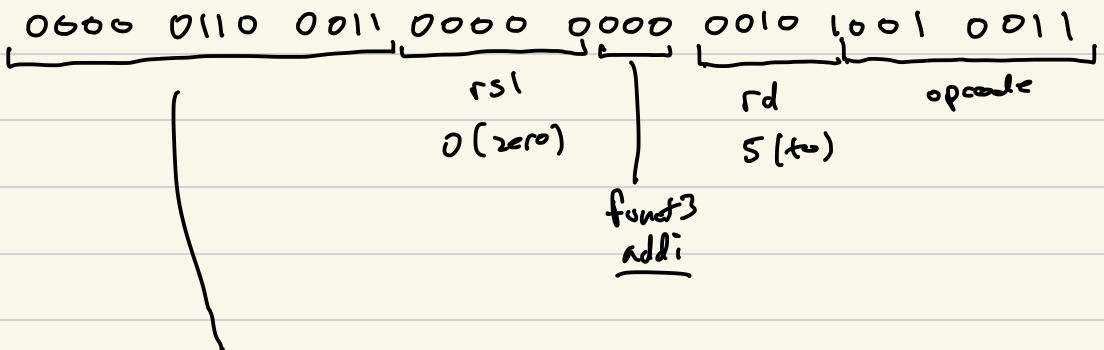 0000 0110 0011 0000 0000 0010 1001 0011
rs1 rd opcode
0 (zero) 5 (t0)
funct3
addi